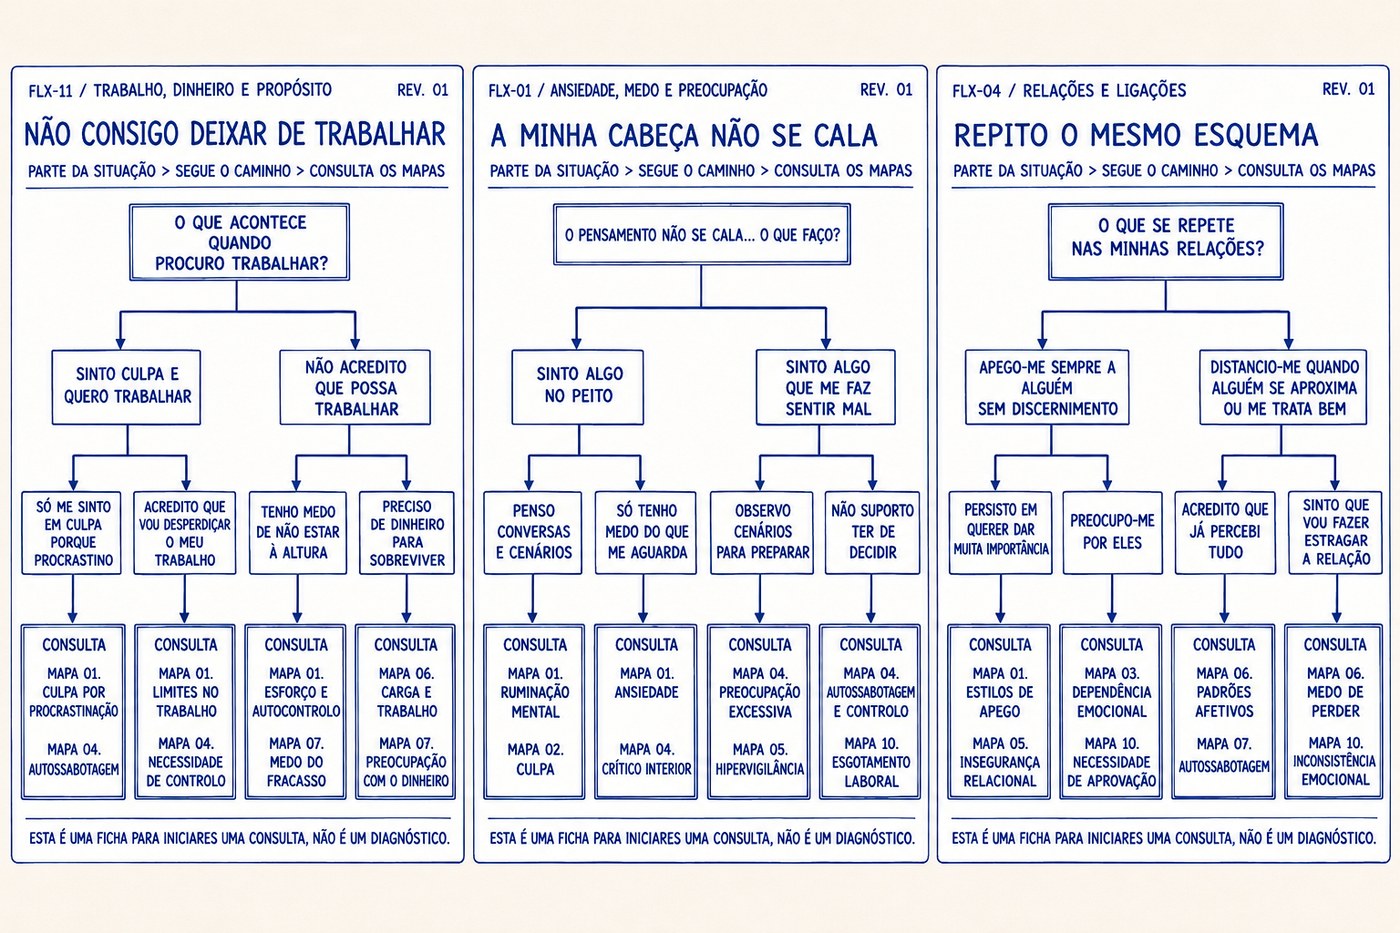 FLX-11 / TRABALHO, DINHEIRO E PROPÓSITO
REV. 01
NÃO CONSIGO DEIXAR DE TRABALHAR
PARTE DA SITUAÇÃO > SEGUE O CAMINHO > CONSULTA OS MAPAS
O QUE ACONTECE
QUANDO
PROCURO TRABALHAR?
SINTO CULPA E
QUERO TRABALHAR
NÃO ACREDITO
QUE POSSA
TRABALHAR
SÓ ME SINTO
EM CULPA
PORQUE
PROCRASTINO
ACREDITO QUE
VOU DESPERDIÇAR
O MEU
TRABALHO
TENHO MEDO
DE NÃO ESTAR
À ALTURA
PRECISO
DE DINHEIRO
PARA
SOBREVIVER
CONSULTA
MAPA 01.
CULPA POR
PROCRASTINAÇÃO
MAPA 04.
AUTOSSABOTAGEM
CONSULTA
MAPA 01.
LIMITES NO
TRABALHO
MAPA 04.
NECESSIDADE
DE CONTROLO
CONSULTA
MAPA 01.
ESFORÇO E
AUTOCONTROLO
MAPA 07.
MEDO DO
FRACASSO
CONSULTA
MAPA 06.
CARGA E
TRABALHO
MAPA 07.
PREOCUPAÇÃO
COM O DINHEIRO
ESTA É UMA FICHA PARA INICIARES UMA CONSULTA, NÃO É UM DIAGNÓSTICO.
FLX-01 / ANSIEDADE, MEDO E PREOCUPAÇÃO
REV. 01
A MINHA CABEÇA NÃO SE CALA
PARTE DA SITUAÇÃO > SEGUE O CAMINHO > CONSULTA OS MAPAS
O PENSAMENTO NÃO SE CALA... O QUE FAÇO?
SINTO ALGO
NO PEITO
SINTO ALGO
QUE ME FAZ
SENTIR MAL
PENSO
CONVERSAS
E CENÁRIOS
SÓ TENHO
MEDO DO QUE
ME AGUARDA
OBSERVO
CENÁRIOS
PARA PREPARAR
NÃO SUPORTO
TER DE
DECIDIR
CONSULTA
MAPA 01.
RUMINAÇÃO
MENTAL
MAPA 02.
CULPA
CONSULTA
MAPA 01.
ANSIEDADE
MAPA 04.
CRÍTICO INTERIOR
CONSULTA
MAPA 04.
PREOCUPAÇÃO
EXCESSIVA
MAPA 05.
HIPERVIGILÂNCIA
CONSULTA
MAPA 04.
AUTOSSABOTAGEM
E CONTROLO
MAPA 10.
ESGOTAMENTO
LABORAL
ESTA É UMA FICHA PARA INICIARES UMA CONSULTA, NÃO É UM DIAGNÓSTICO.
FLX-04 / RELAÇÕES E LIGAÇÕES
REV. 01
REPITO O MESMO ESQUEMA
PARTE DA SITUAÇÃO > SEGUE O CAMINHO > CONSULTA OS MAPAS
O QUE SE REPETE
NAS MINHAS RELAÇÕES?
APEGO-ME SEMPRE A
ALGUÉM
SEM DISCERNIMENTO
DISTANCIO-ME QUANDO
ALGUÉM SE APROXIMA
OU ME TRATA BEM
PERSISTO EM
QUERER DAR
MUITA IMPORTÂNCIA
PREOCUPO-ME
POR ELES
ACREDITO QUE
JÁ PERCEBI
TUDO
SINTO QUE
VOU FAZER
ESTRAGAR
A RELAÇÃO
CONSULTA
MAPA 01.
ESTILOS DE
APEGO
MAPA 05.
INSEGURANÇA
RELACIONAL
CONSULTA
MAPA 03.
DEPENDÊNCIA
EMOCIONAL
MAPA 10.
NECESSIDADE
DE APROVAÇÃO
CONSULTA
MAPA 06.
PADRÕES
AFETIVOS
MAPA 07.
AUTOSSABOTAGEM
CONSULTA
MAPA 06.
MEDO DE
PERDER
MAPA 10.
INCONSISTÊNCIA
EMOCIONAL
ESTA É UMA FICHA PARA INICIARES UMA CONSULTA, NÃO É UM DIAGNÓSTICO.